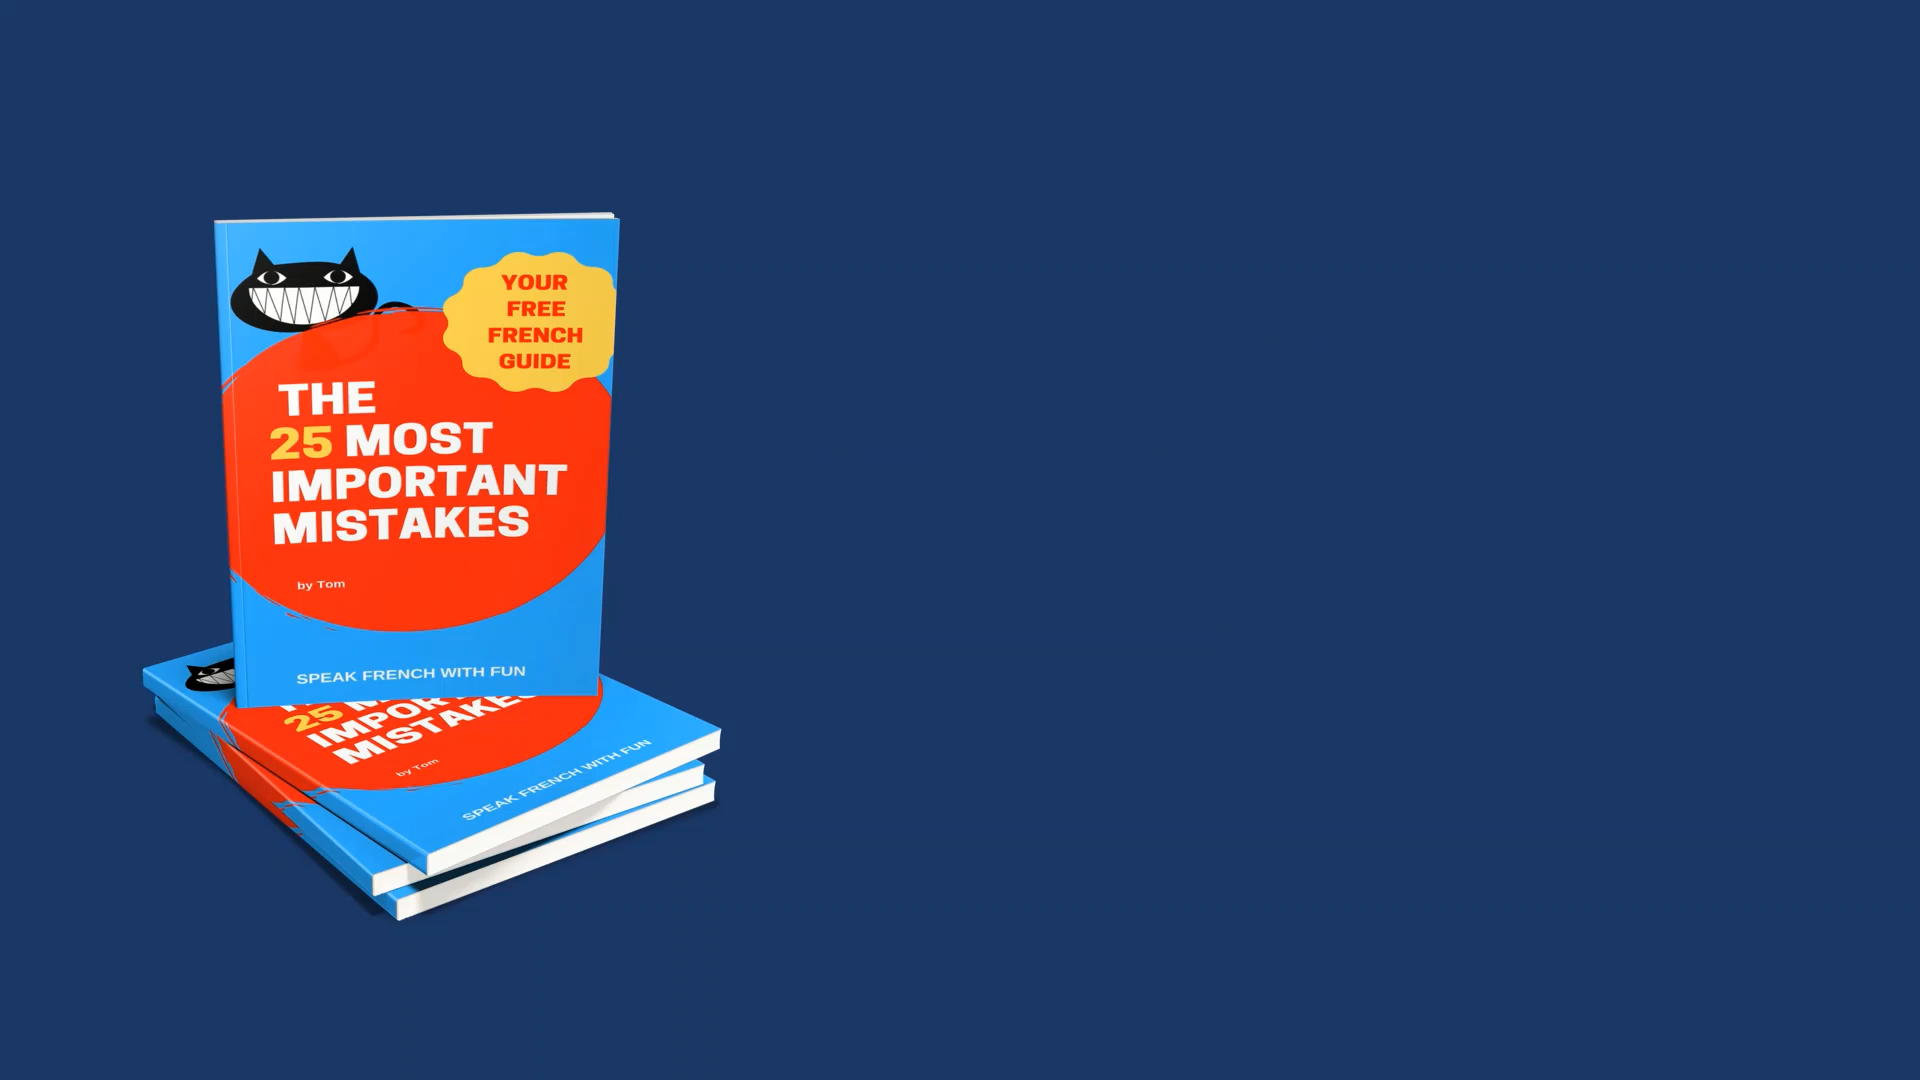 YOUR
FREE
FRENCH
GUIDE
THE
25 MOST
IMPORTANT
MISTAKES
by Tom
SPEAK FRENCH WITH FUN
25
MISTAKES
by Tom
SPEAK FRENCH WITH FUN